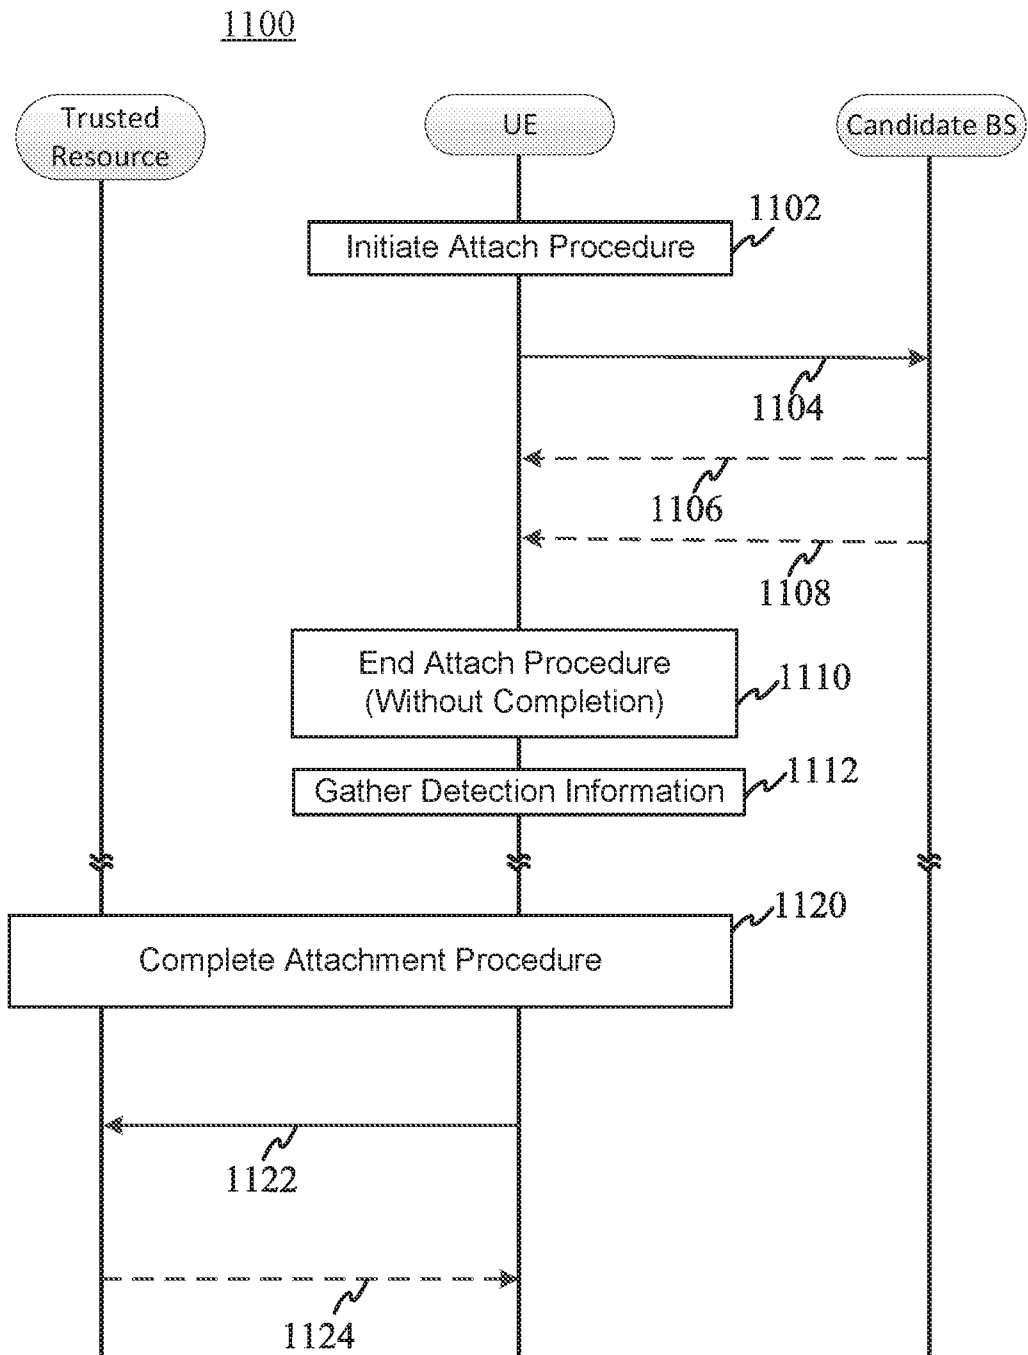 1100
Trusted
Resource
UE
Candidate BS
1102
Initiate Attach Procedure
1104
1106
1108
End Attach Procedure
(Without Completion)
1110
Gather Detection Information
1112
1120
Complete Attachment Procedure
1122
1124